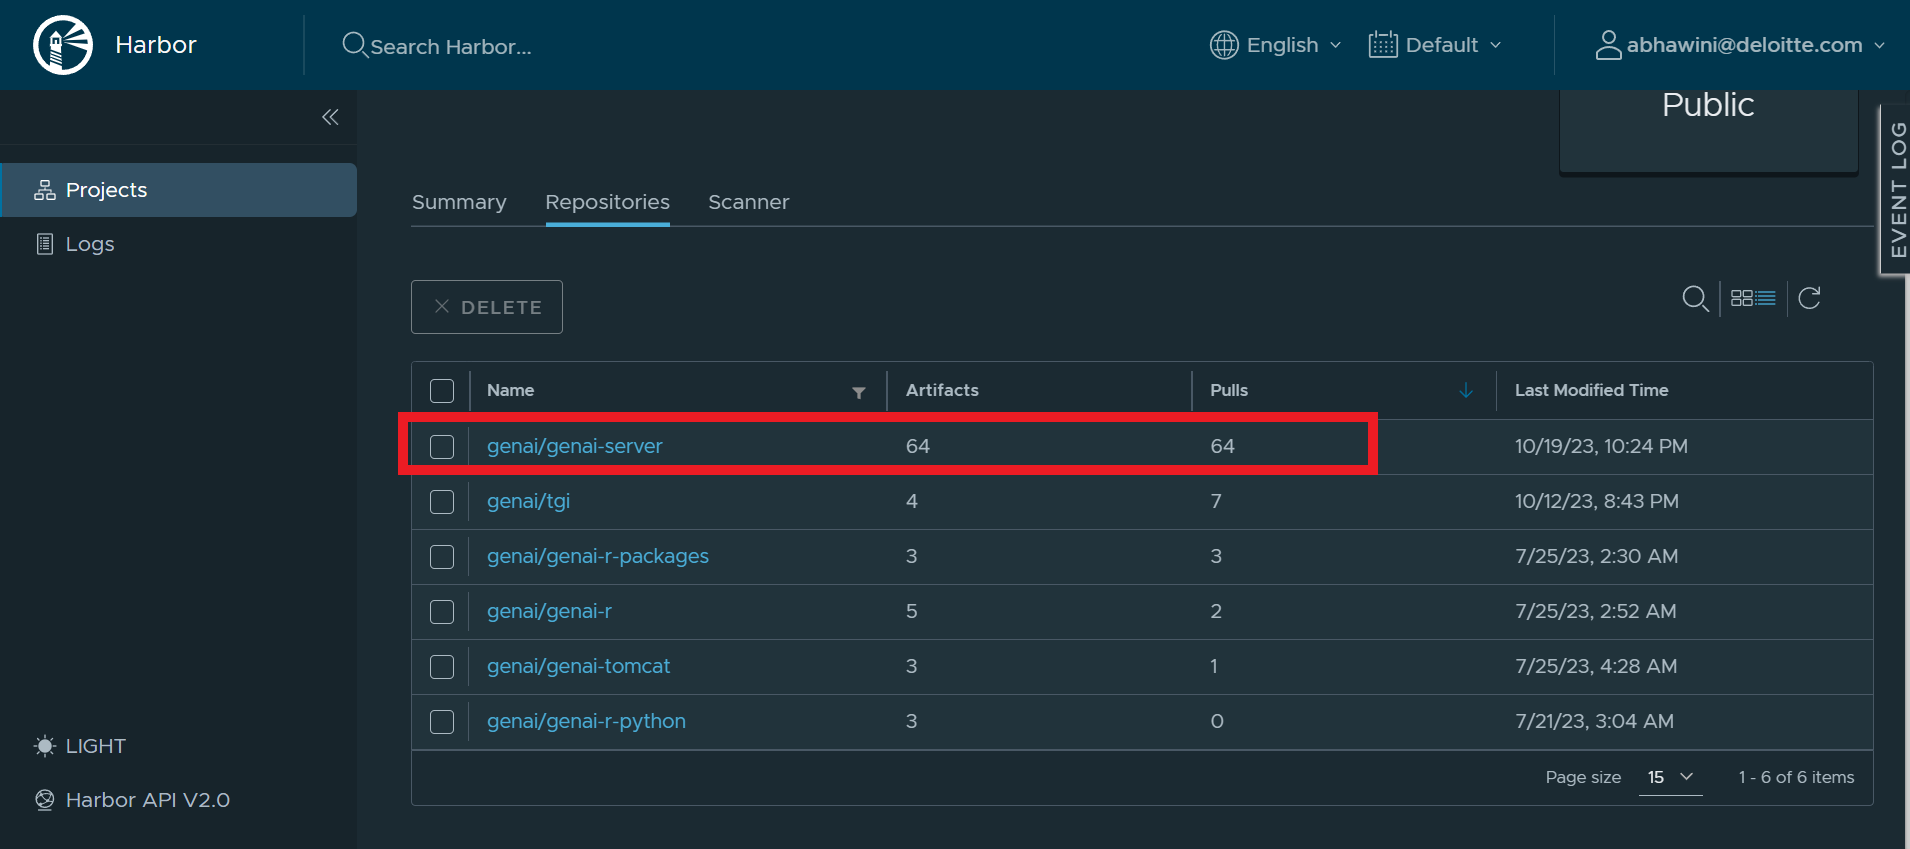 Harbor
Search Harbor...
English
Default
abhawini@deloitte.com
Public
EVENT LOG
Projects
Logs
Summary
Repositories
Scanner
DELETE
Name Artifacts Pulls Last Modified Time
genai/genai-server 64 64 10/19/23, 10:24 PM
genai/tgi 4 7 10/12/23, 8:43 PM
genai/genai-r-packages 3 3 7/25/23, 2:30 AM
genai/genai-r 5 2 7/25/23, 2:52 AM
genai/genai-tomcat 3 1 7/25/23, 4:28 AM
genai/genai-r-python 3 0 7/21/23, 3:04 AM
Page size 15 1 - 6 of 6 items
LIGHT
Harbor API V2.0